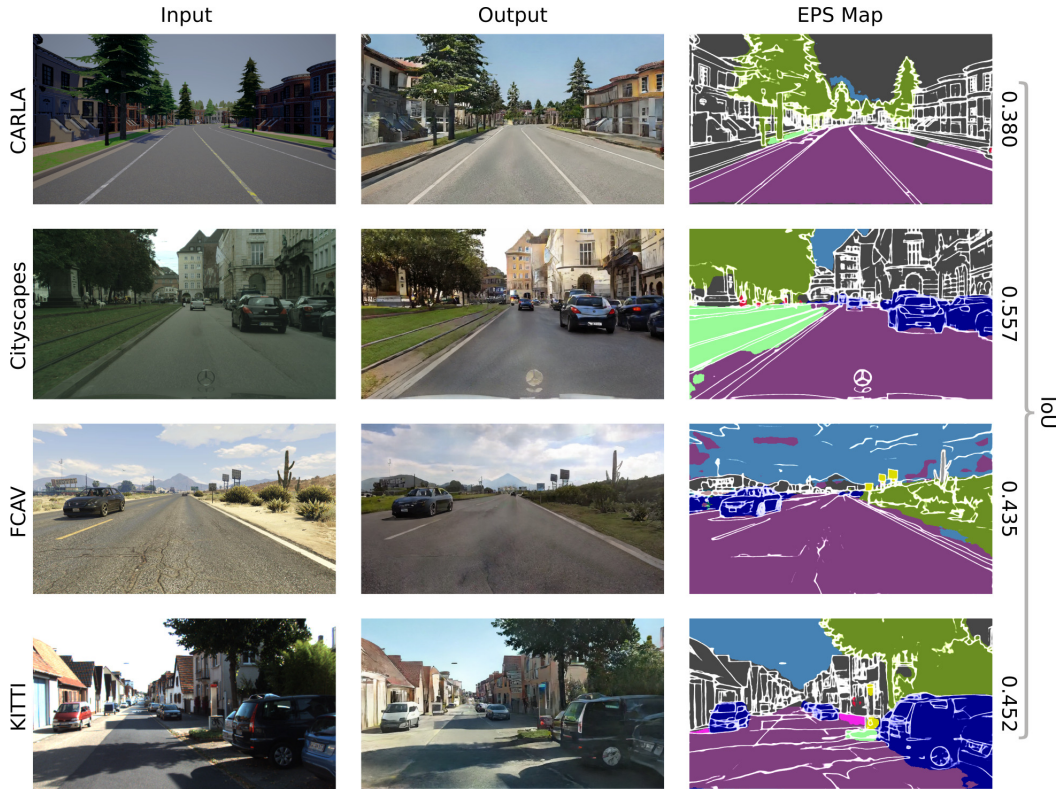 Input Output EPS Map
CARLA
0.380
Cityscapes
0.557
IoU
FCAV
0.435
KITTI
0.452